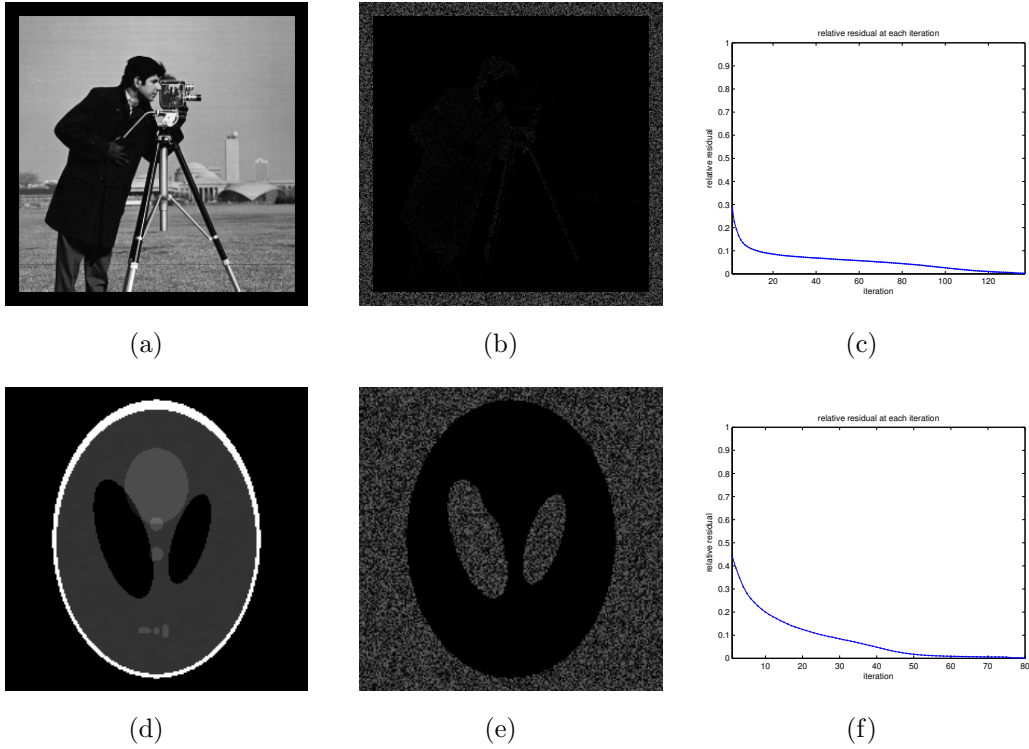 relative residual at each iteration
1
0.9
0.8
0.7
0.6
0.5
0.4
0.3
0.2
0.1
0
relative residual
20 40 60 80 100 120
iteration
(a) (b) (c)
relative residual at each iteration
1
0.9
0.8
0.7
0.6
0.5
0.4
0.3
0.2
0.1
0
relative residual
10 20 30 40 50 60 70 80
iteration
(d) (e) (f)